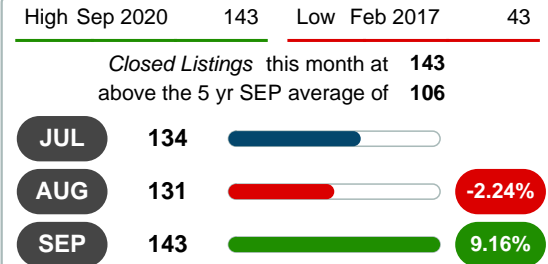 High Sep 2020 143 Low Feb 2017 43
Closed Listings this month at 143
above the 5 yr SEP average of 106
JUL 134
AUG 131 -2.24%
SEP 143 9.16%